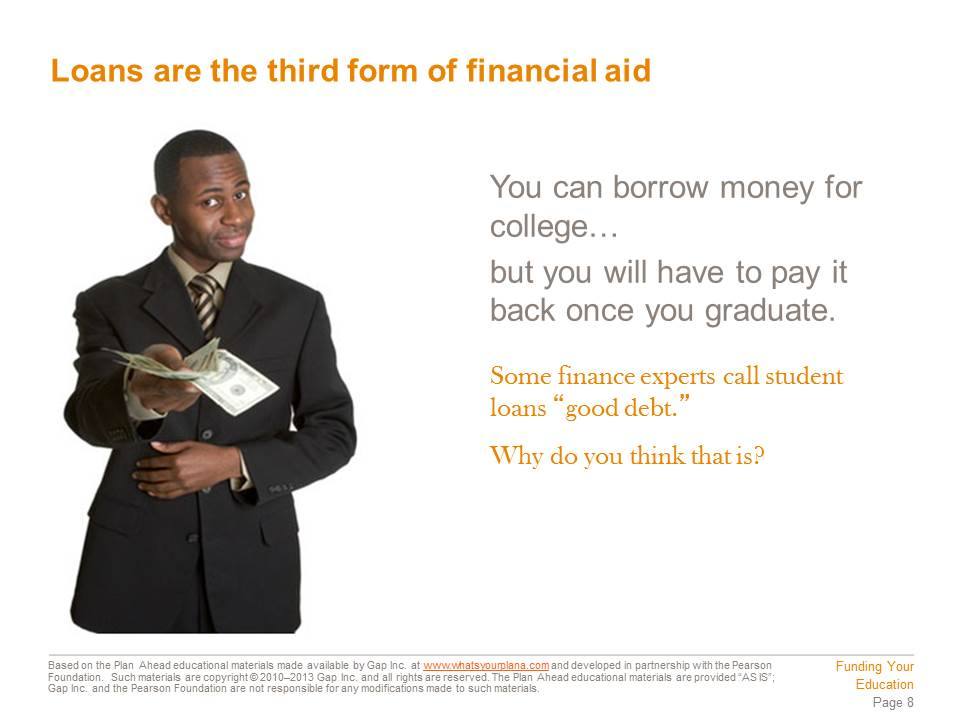 Loans are the third form of financial aid
You can borrow money for
college…
but you will have to pay it
back once you graduate.
Some finance experts call student
loans “good debt.”
Why do you think that is?
Based on the Plan Ahead educational materials made available by Gap Inc. at www.whatsyourplana.com and developed in partnership with the Pearson
Foundation. Such materials are copyright © 2010–2013 Gap Inc. and all rights are reserved. The Plan Ahead educational materials are provided “AS IS”;
Gap Inc. and the Pearson Foundation are not responsible for any modifications made to such materials.
Funding Your
Education
Page 8